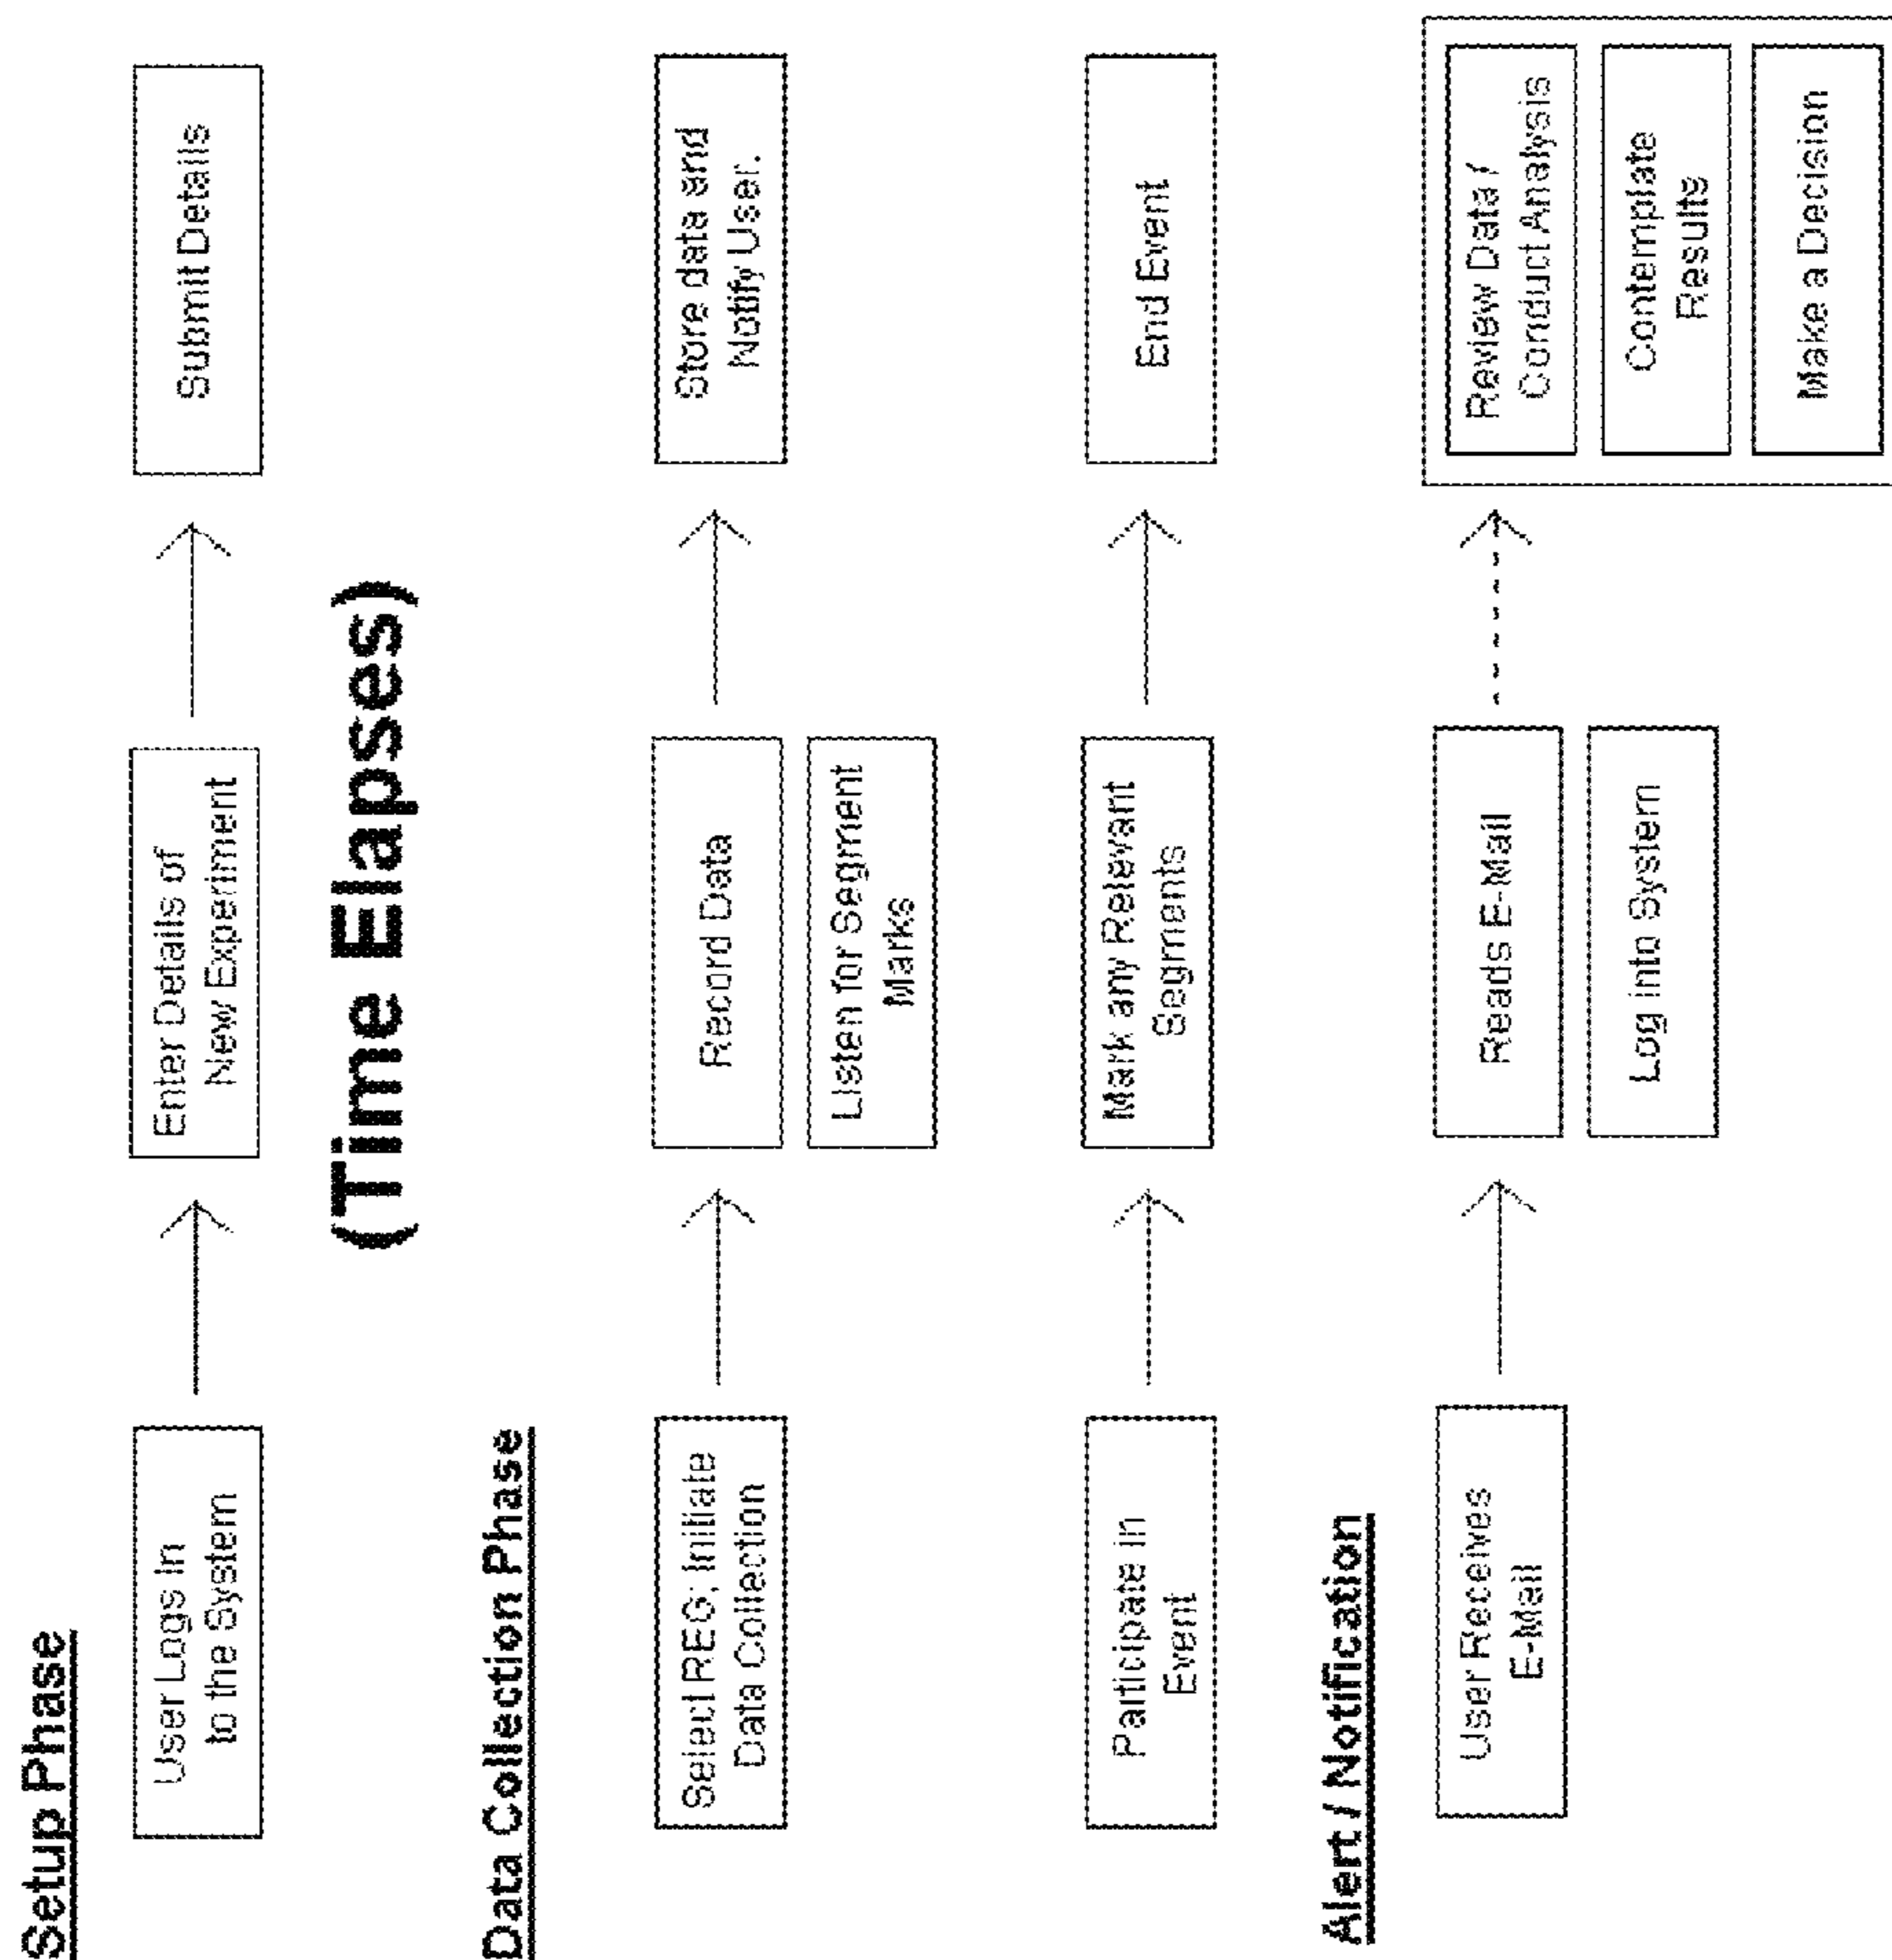 Setup Phase
User Logs In
to the System
Enter Details of
New Experiment
Submit Details
(Time Elapses)
Data Collection Phase
Select REG; Initiate
Data Collection
Record Data
Listen for Segment
Marks
Store data and
Notify User.
Participate in
Event
Mark any Relevant
Segments
End Event
Alert / Notification
User Receives
E-Mail
Reads E-Mail
Log into System
Review Data /
Conduct Analysis
Contemplate
Results
Make a Decision